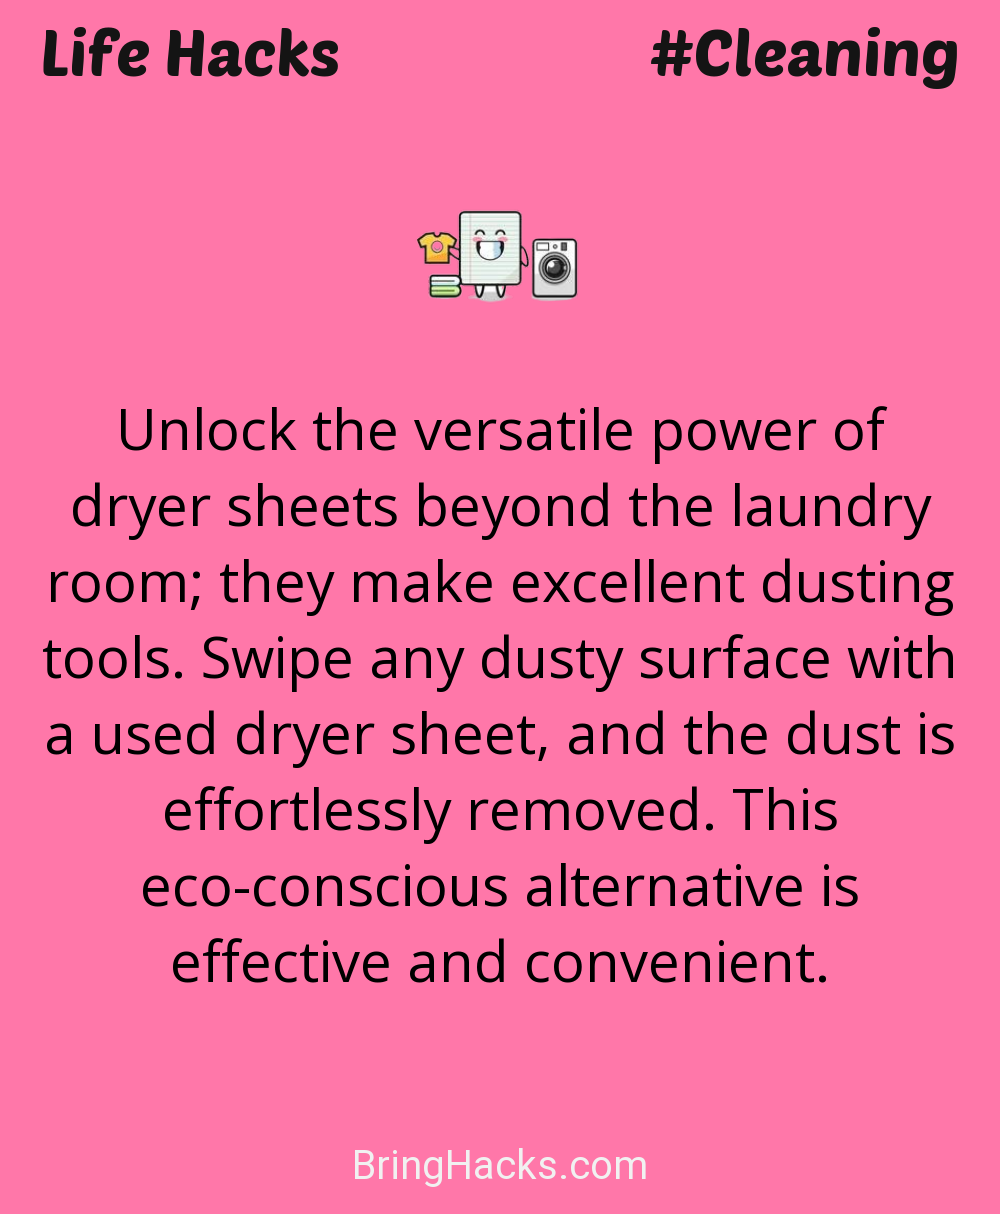 Life Hacks
#Cleaning
Unlock the versatile power of
dryer sheets beyond the laundry
room; they make excellent dusting
tools. Swipe any dusty surface with
a used dryer sheet, and the dust is
effortlessly removed. This
eco-conscious alternative is
effective and convenient.
BringHacks.com